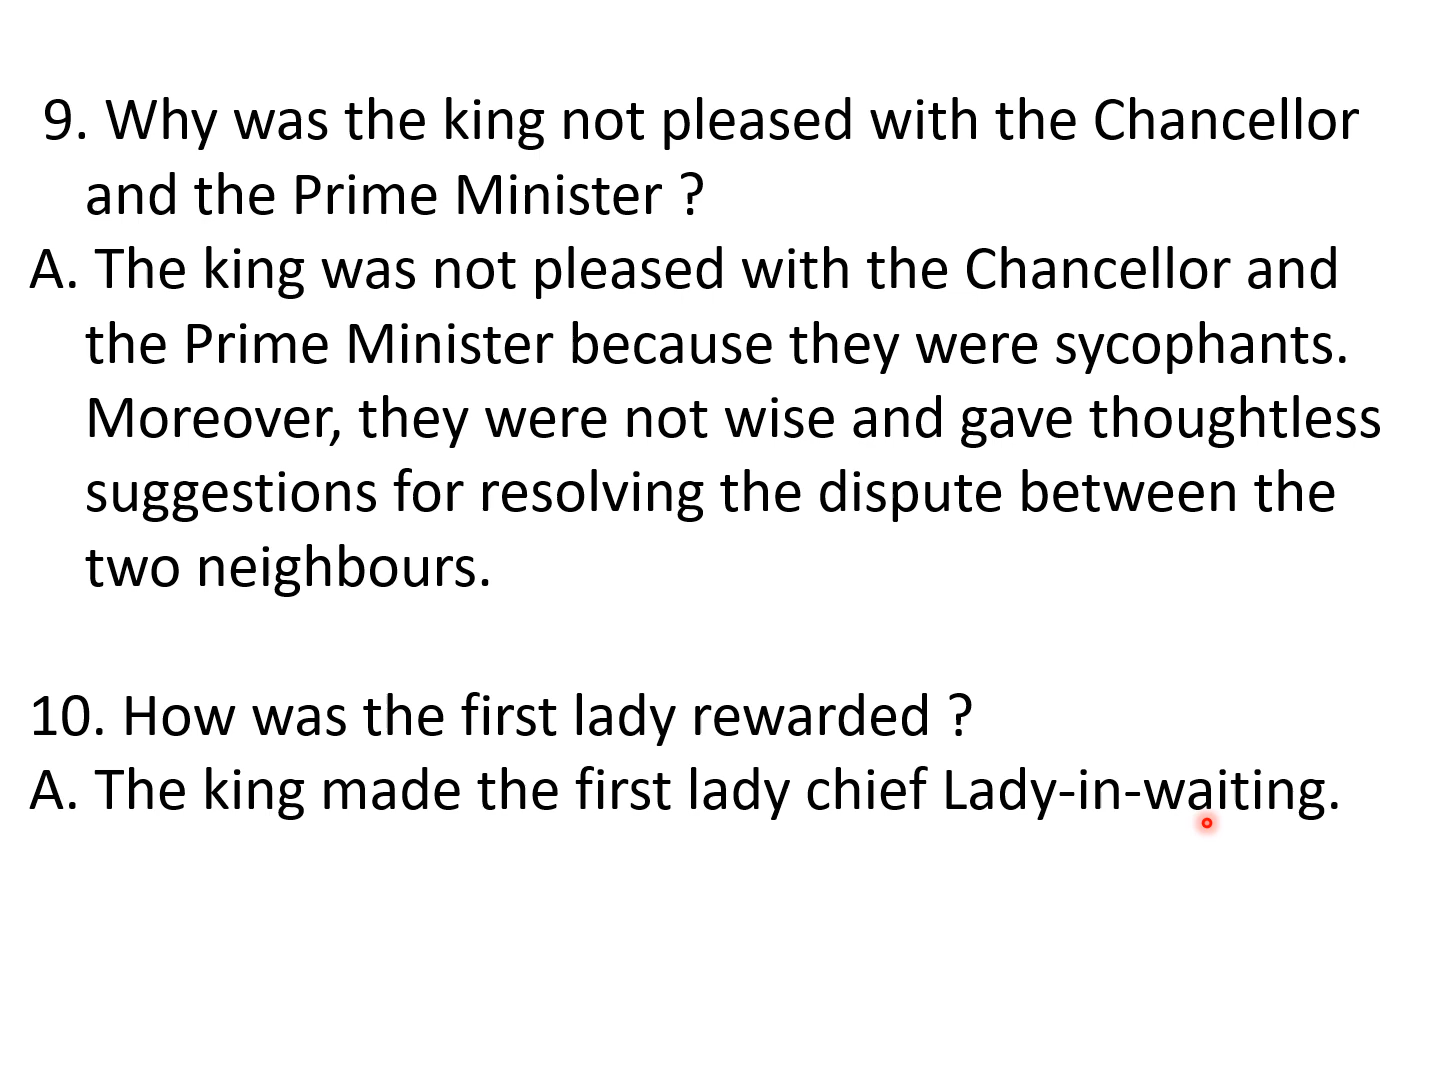 9. Why was the king not pleased with the Chancellor
and the Prime Minister ?
A. The king was not pleased with the Chancellor and
the Prime Minister because they were sycophants.
Moreover, they were not wise and gave thoughtless
suggestions for resolving the dispute between the
two neighbours.
10. How was the first lady rewarded ?
A. The king made the first lady chief Lady-in-waiting.